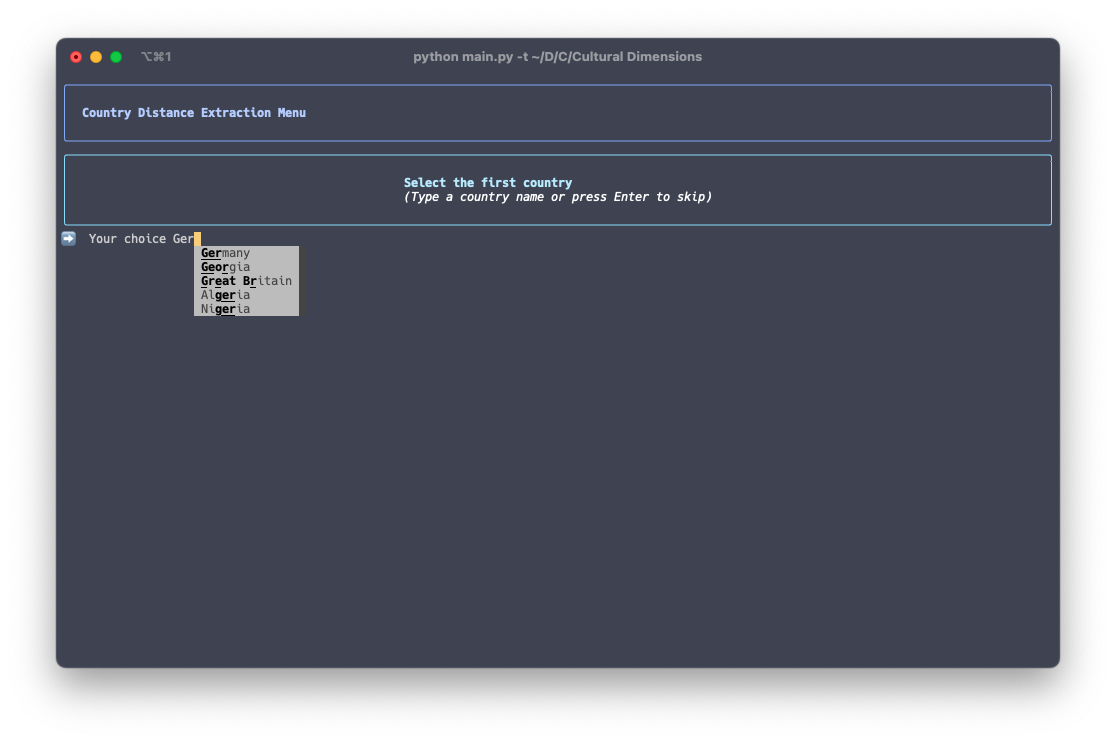 ⌥⌘1 python main.py -t ~/D/C/Cultural Dimensions
Country Distance Extraction Menu
Select the first country
(Type a country name or press Enter to skip)
➡ Your choice Ger
Germany
Georgia
Great Britain
Algeria
Nigeria